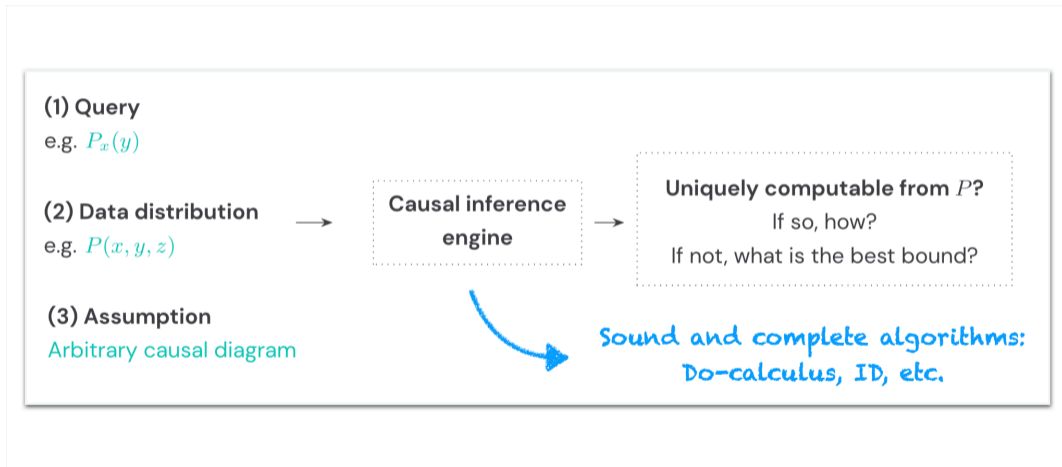 (1) Query
e.g. Pₓ(y)
(2) Data distribution
e.g. P(x, y, z)
(3) Assumption
Arbitrary causal diagram
Causal inference
engine
Uniquely computable from P?
If so, how?
If not, what is the best bound?
Sound and complete algorithms:
Do-calculus, ID, etc.